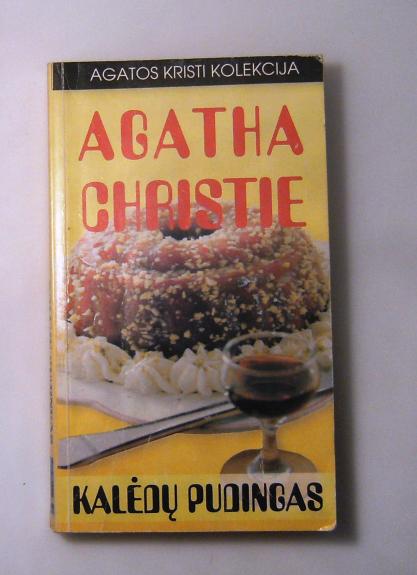 AGATOS KRISTI KOLEKCIJA
AGATHA
CHRISTIE
KALĖDŲ PUDINGAS